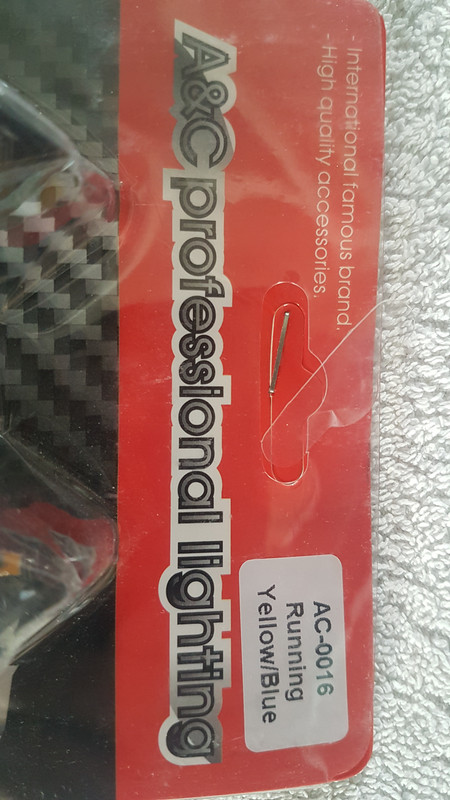 - International famous brand.
- High quality accessories.
A&C professional lighting
AC-0016
Running
Yellow/Blue